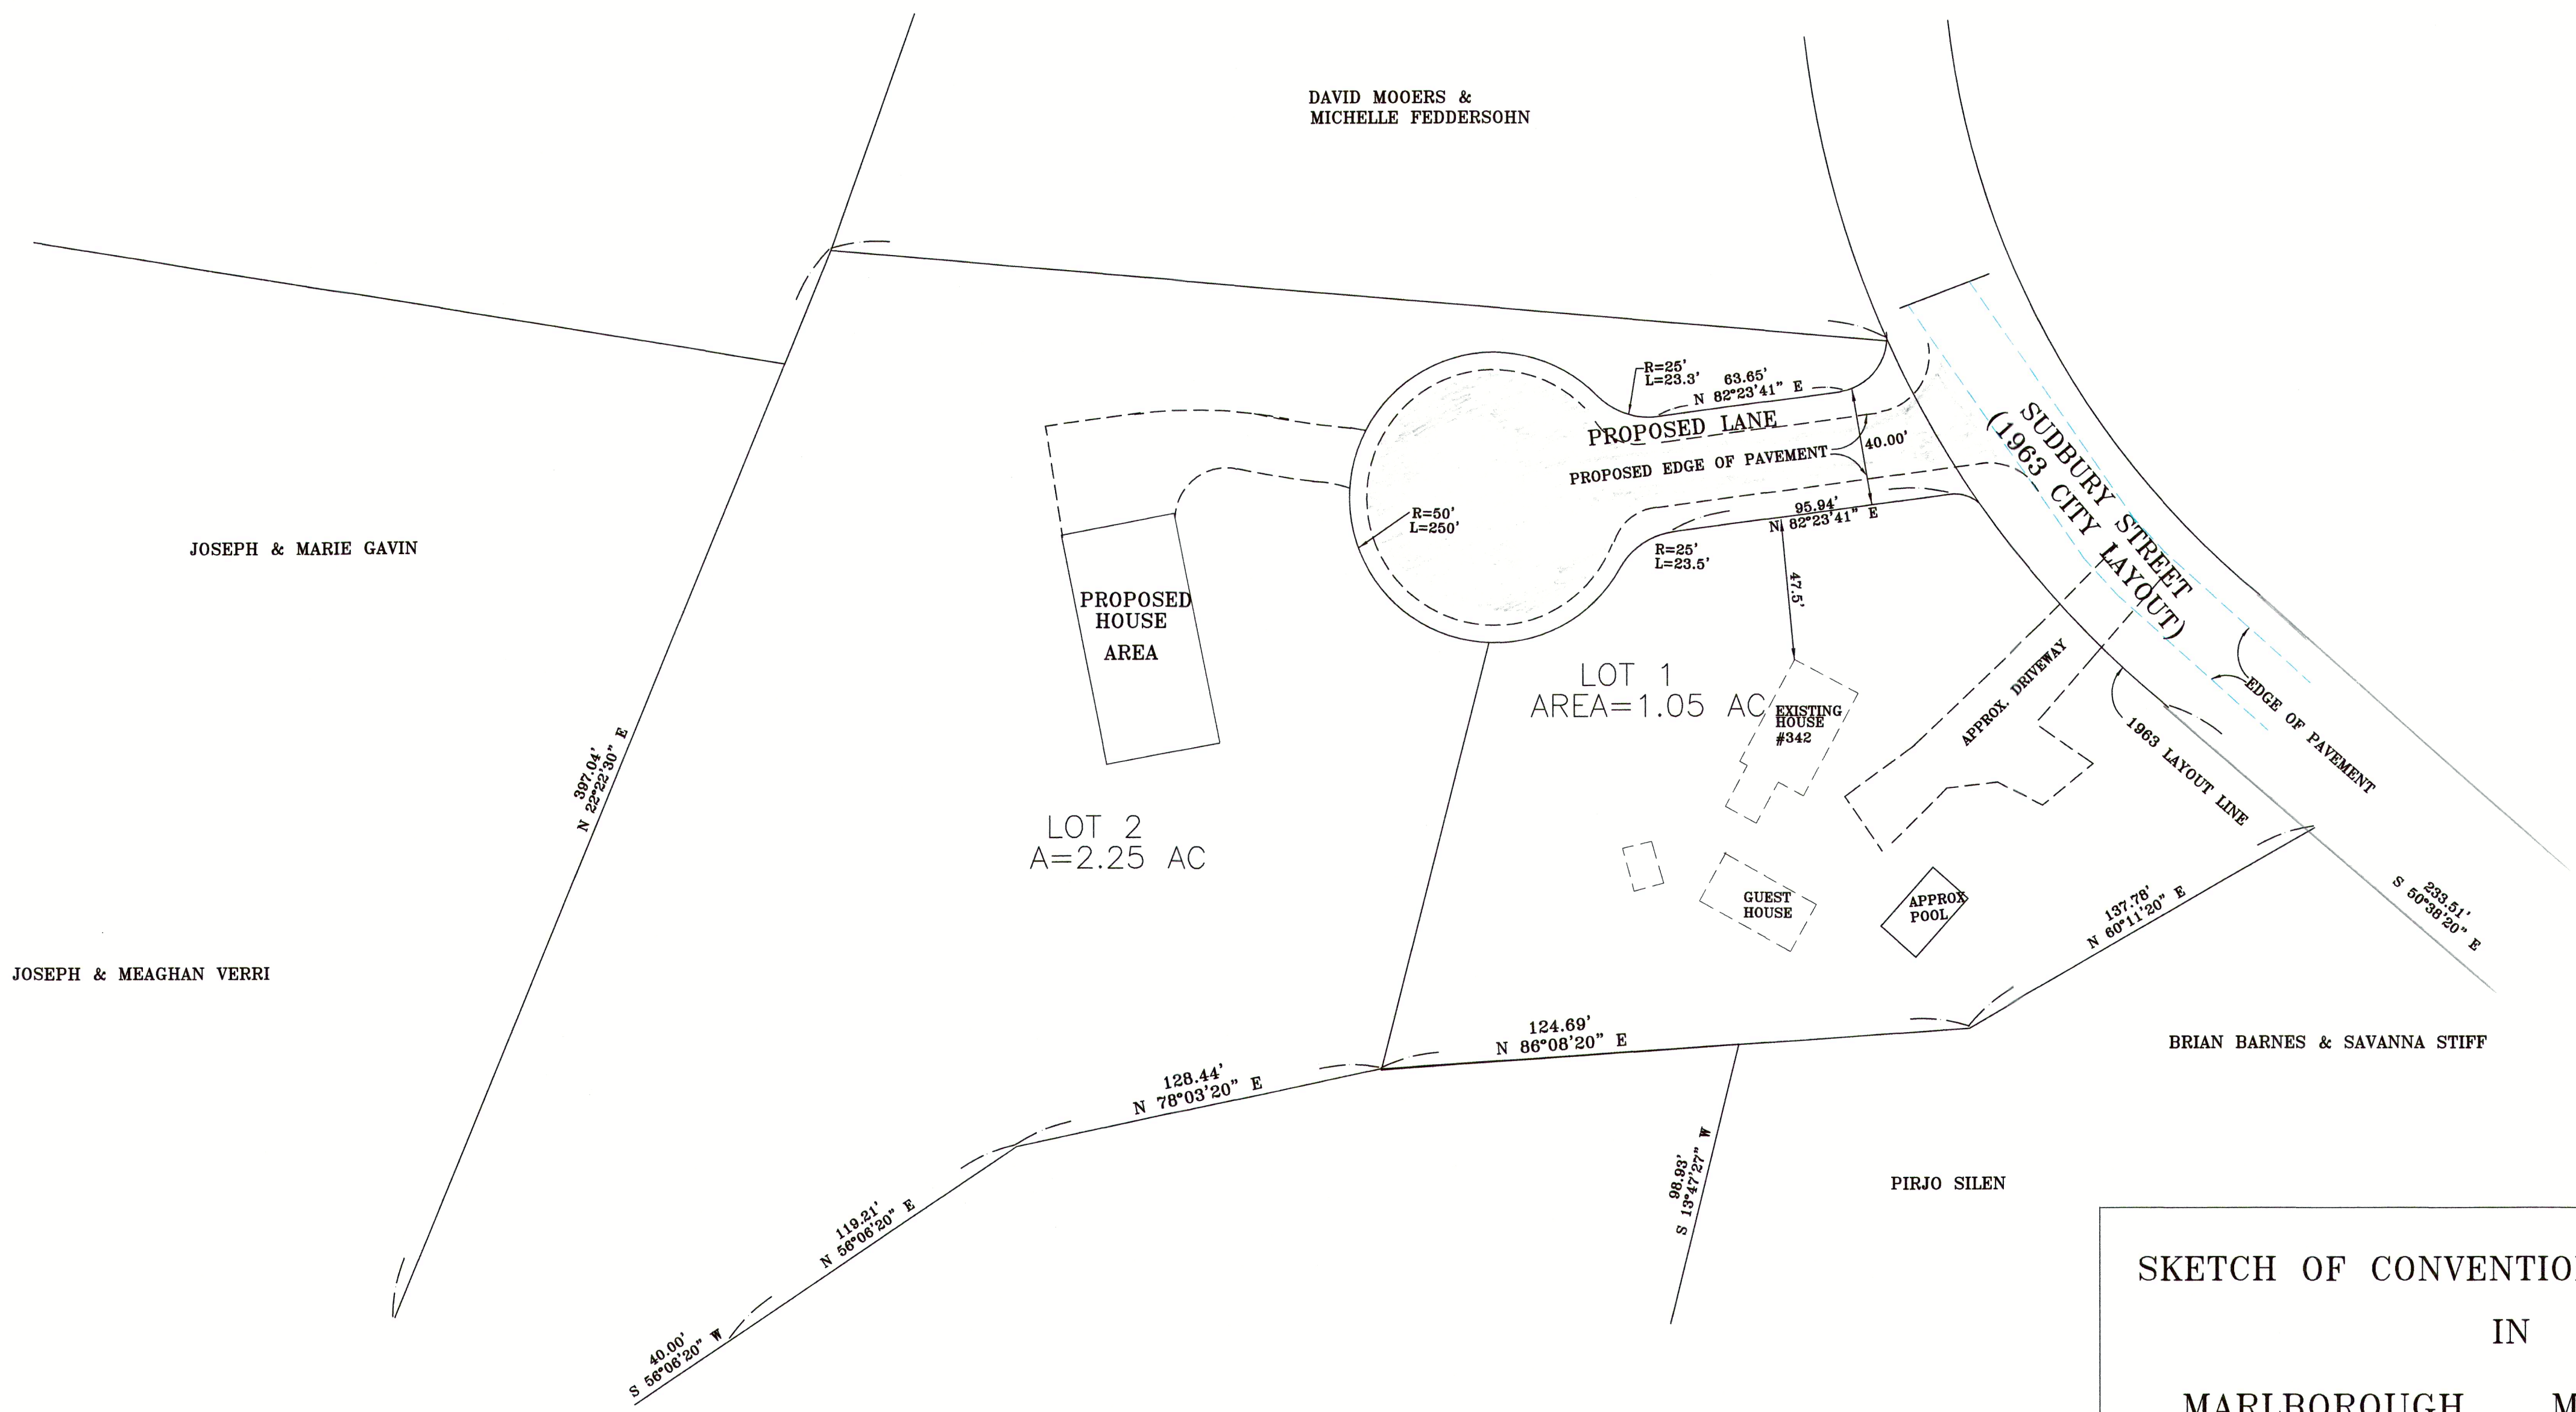 DAVID MOOERS &
MICHELLE FEDDERSOHN
R=25'
L=23.3'
63.65'
N 82°23'41" E
PROPOSED LANE
PROPOSED EDGE OF PAVEMENT
40.00'
SUDBURY STREET
(1963 CITY LAYOUT)
R=50'
L=250'
95.94'
N 82°23'41" E
R=25'
L=23.5'
47.5'
JOSEPH & MARIE GAVIN
PROPOSED
HOUSE
AREA
LOT 1
AREA=1.05 AC
EXISTING
HOUSE
#342
APPROX. DRIVEWAY
EDGE OF PAVEMENT
1963 LAYOUT LINE
397.04'
N 22°22'30" E
LOT 2
A=2.25 AC
GUEST
HOUSE
APPROX
POOL
137.78'
N 60°11'20" E
233.51'
S 50°38'20" E
JOSEPH & MEAGHAN VERRI
124.69'
N 86°08'20" E
BRIAN BARNES & SAVANNA STIFF
128.44'
N 78°03'20" E
98.93'
S 13°47'27" W
PIRJO SILEN
119.21'
N 56°06'20" E
40.00'
S 56°06'20" W
SKETCH OF CONVENTIO
IN
MARLBOROUGH M